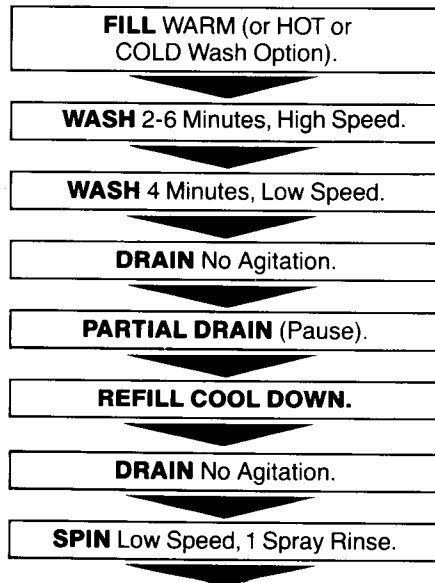 FILL WARM (or HOT or
COLD Wash Option).
WASH 2-6 Minutes, High Speed.
WASH 4 Minutes, Low Speed.
DRAIN No Agitation.
PARTIAL DRAIN (Pause).
REFILL COOL DOWN.
DRAIN No Agitation.
SPIN Low Speed, 1 Spray Rinse.